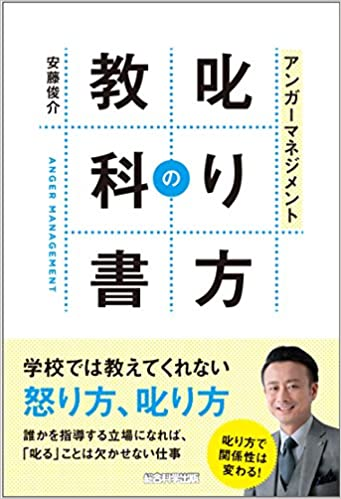 アンガーマネジメント
叱り方
の
教科書
安藤俊介
ANGER MANAGEMENT
学校では教えてくれない
怒り方、叱り方
誰かを指導する立場になれば、
「叱る」ことは欠かせない仕事
叱り方で
関係性は
変わる!
総合科学出版